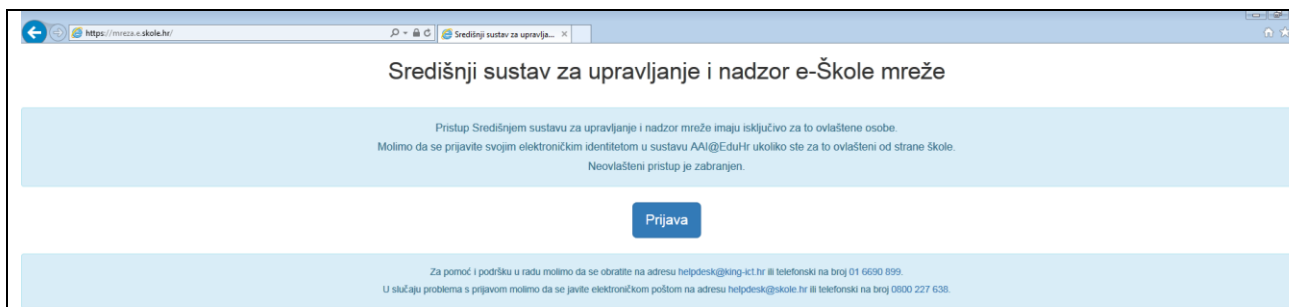 https://mreza.e.skole.hr/
Središnji sustav za upravlja...
Središnji sustav za upravljanje i nadzor e-Škole mreže
Pristup Središnjem sustavu za upravljanje i nadzor mreže imaju isključivo za to ovlaštene osobe.
Molimo da se prijavite svojim elektroničkim identitetom u sustavu AAI@EduHr ukoliko ste za to ovlašteni od strane škole.
Neovlašteni pristup je zabranjen.
Prijava
Za pomoć i podršku u radu molimo da se obratite na adresu helpdesk@king-ict.hr ili telefonski na broj 01 6690 899.
U slučaju problema s prijavom molimo da se javite elektroničkom poštom na adresu helpdesk@skole.hr ili telefonski na broj 0800 227 638.